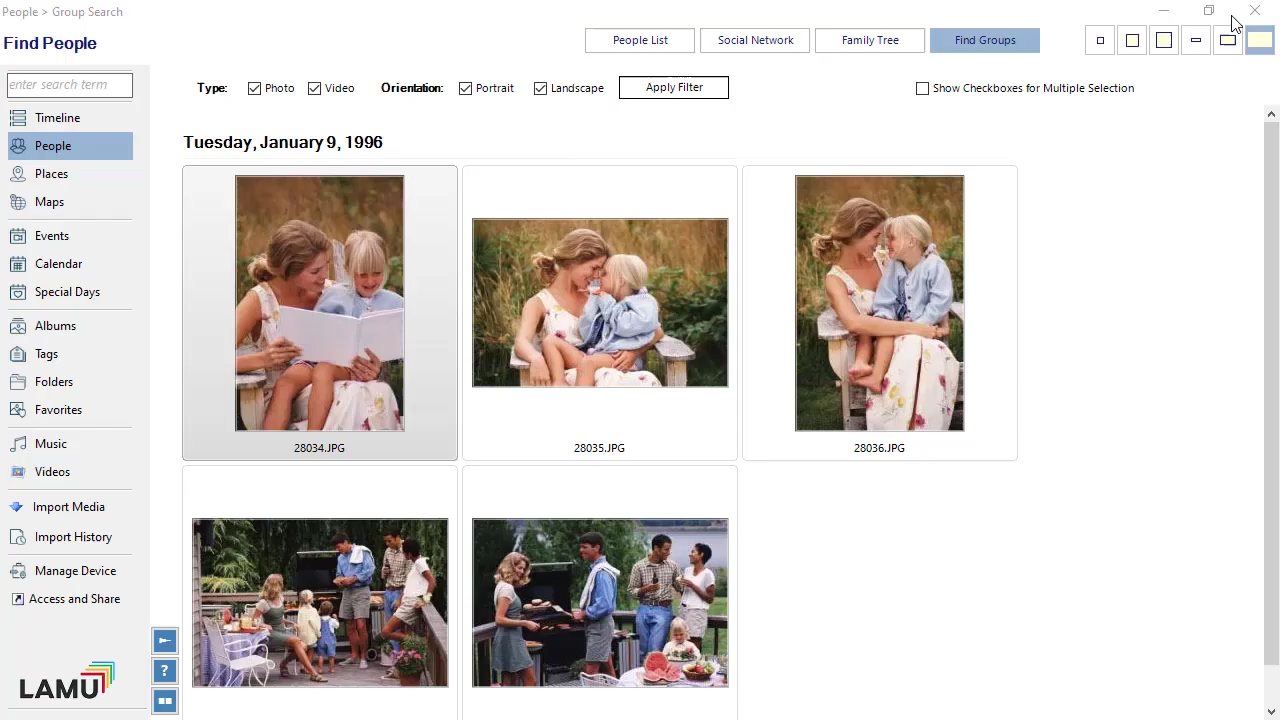 People > Group Search
Find People
People List
Social Network
Family Tree
Find Groups
enter search term
Type:
Photo
Video
Orientation:
Portrait
Landscape
Apply Filter
Show Checkboxes for Multiple Selection
Timeline
People
Places
Maps
Events
Calendar
Special Days
Albums
Tags
Folders
Favorites
Music
Videos
Import Media
Import History
Manage Device
Access and Share
LAMU
?
Tuesday, January 9, 1996
28034.JPG
28035.JPG
28036.JPG